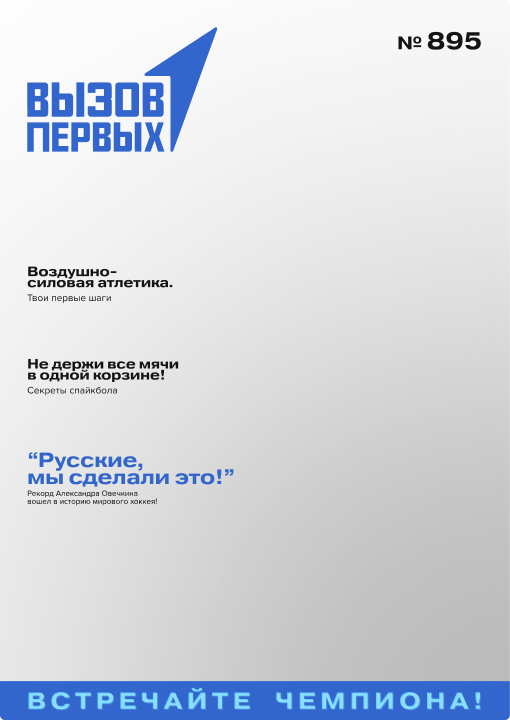 № 895
ВЫЗОВ
ПЕРВЫХ
Воздушно-
силовая атлетика.
Твои первые шаги
Не держи все мячи
в одной корзине!
Секреты спайкбола
“Русские,
мы сделали это!”
Рекорд Александра Овечкина
вошел в историю мирового хоккея!
ВСТРЕЧАЙТЕ ЧЕМПИОНА!